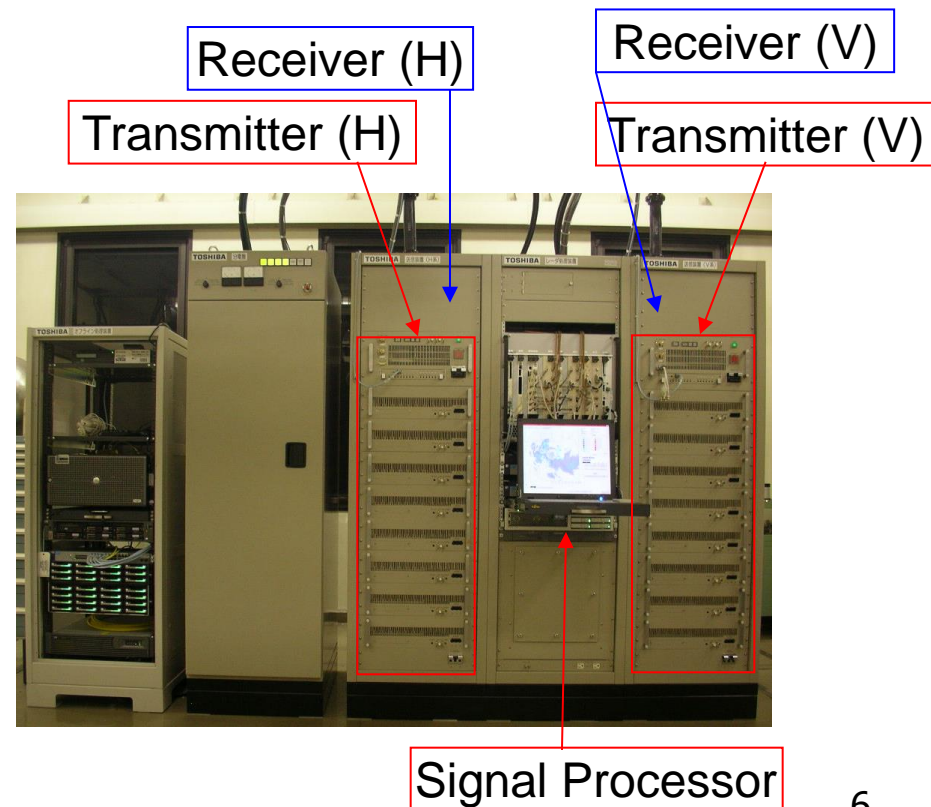 Receiver (H)
Receiver (V)
Transmitter (H)
Transmitter (V)
TOSHIBA
TOSHIBA
TOSHIBA
TOSHIBA
TOSHIBA
Signal Processor
6